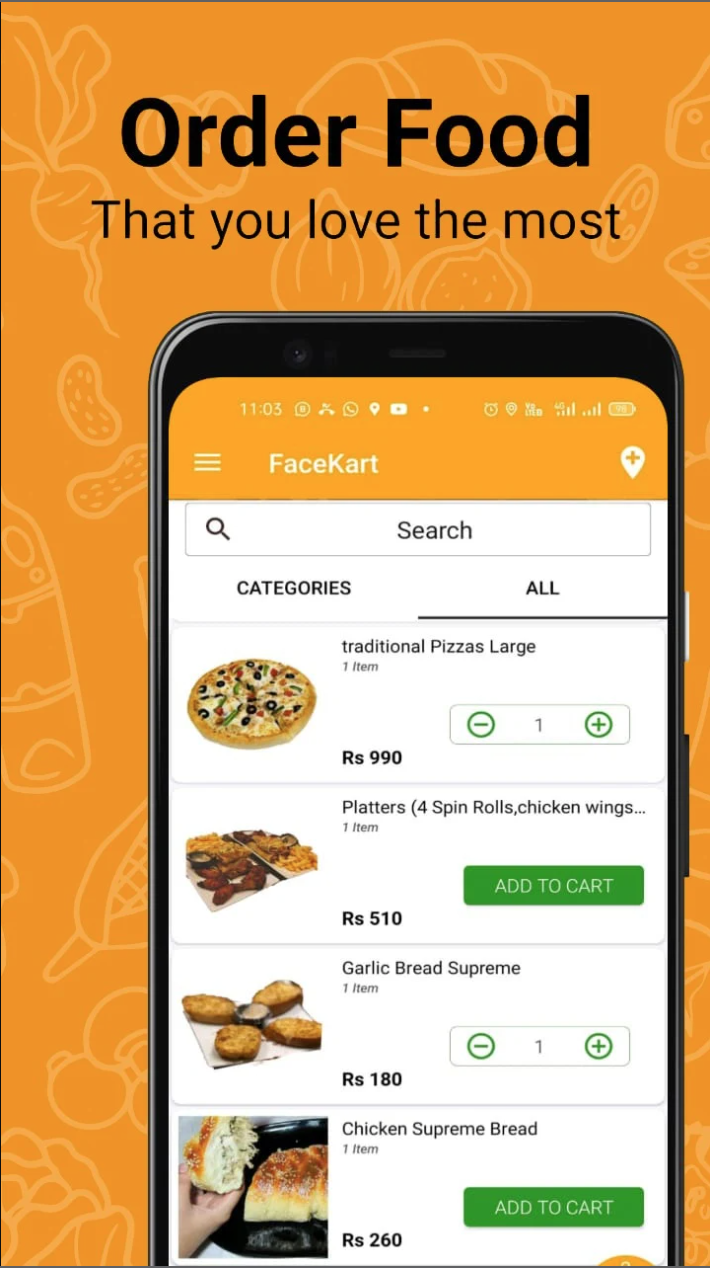 Order Food
That you love the most
11:03
98
FaceKart
Search
CATEGORIES ALL
traditional Pizzas Large
1 Item
1
Rs 990
Platters (4 Spin Rolls,chicken wings...
1 Item
ADD TO CART
Rs 510
Garlic Bread Supreme
1 Item
1
Rs 180
Chicken Supreme Bread
1 Item
ADD TO CART
Rs 260